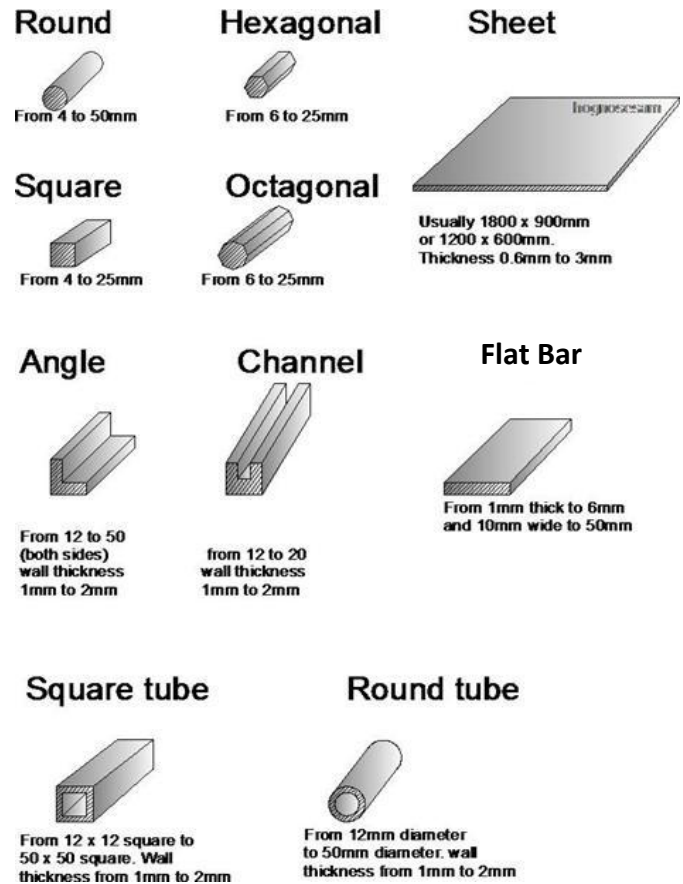 Round
Hexagonal
Sheet
From 4 to 50mm
From 6 to 25mm
hognosesam
Usually 1800 x 900mm
or 1200 x 600mm.
Thickness 0.6mm to 3mm
Square
Octagonal
From 4 to 25mm
From 6 to 25mm
Angle
Channel
Flat Bar
From 12 to 50
(both sides)
wall thickness
1mm to 2mm
from 12 to 20
wall thickness
1mm to 2mm
From 1mm thick to 6mm
and 10mm wide to 50mm
Square tube
Round tube
From 12 x 12 square to
50 x 50 square. Wall
thickness from 1mm to 2mm
From 12mm diameter
to 50mm diameter. wall
thickness from 1mm to 2mm